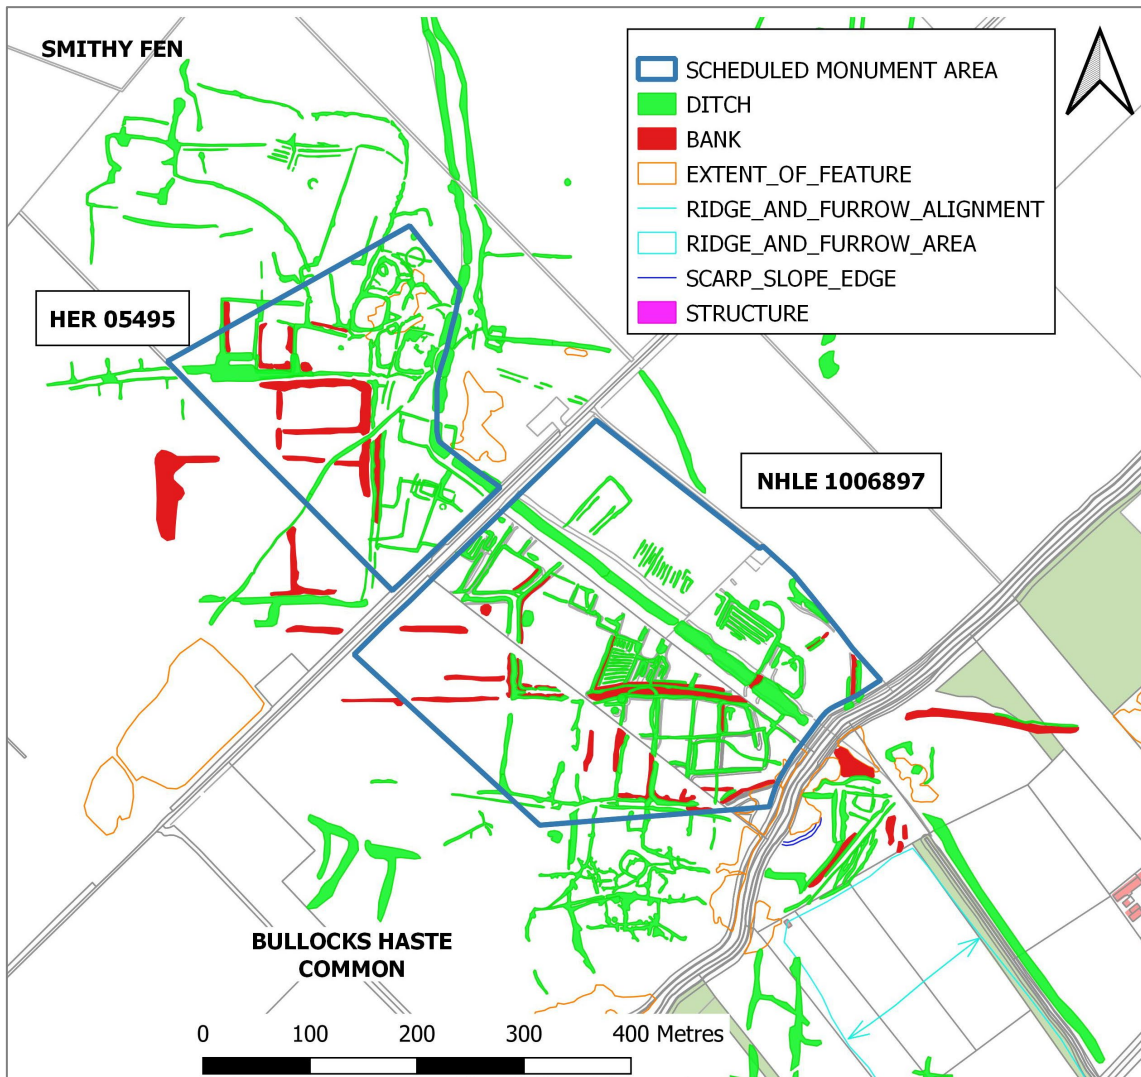 SMITHY FEN
SCHEDULED MONUMENT AREA
DITCH
BANK
EXTENT_OF_FEATURE
RIDGE_AND_FURROW_ALIGNMENT
RIDGE_AND_FURROW_AREA
SCARP_SLOPE_EDGE
STRUCTURE
HER 05495
NHLE 1006897
BULLOCKS HASTE
COMMON
0 100 200 300 400 Metres